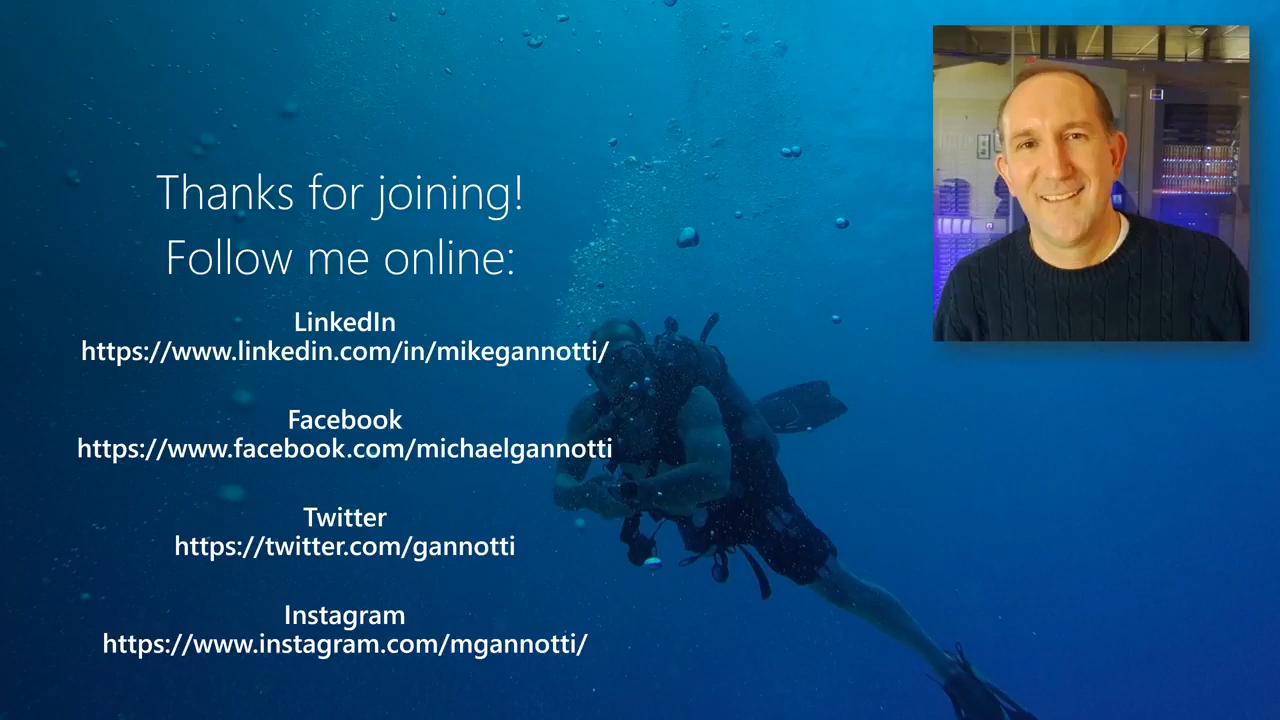 Thanks for joining!
Follow me online:
LinkedIn
https://www.linkedin.com/in/mikegannotti/
Facebook
https://www.facebook.com/michaelgannotti
Twitter
https://twitter.com/gannotti
Instagram
https://www.instagram.com/mgannotti/